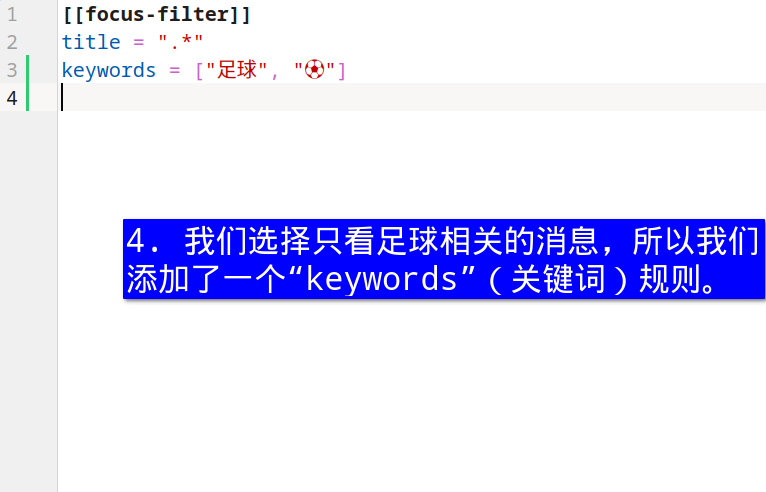 1 [[focus-filter]]
2 title = ".*"
3 keywords = ["足球", "⚽"]
4
4. 我们选择只看足球相关的消息，所以我们
添加了一个“keywords”（关键词）规则。